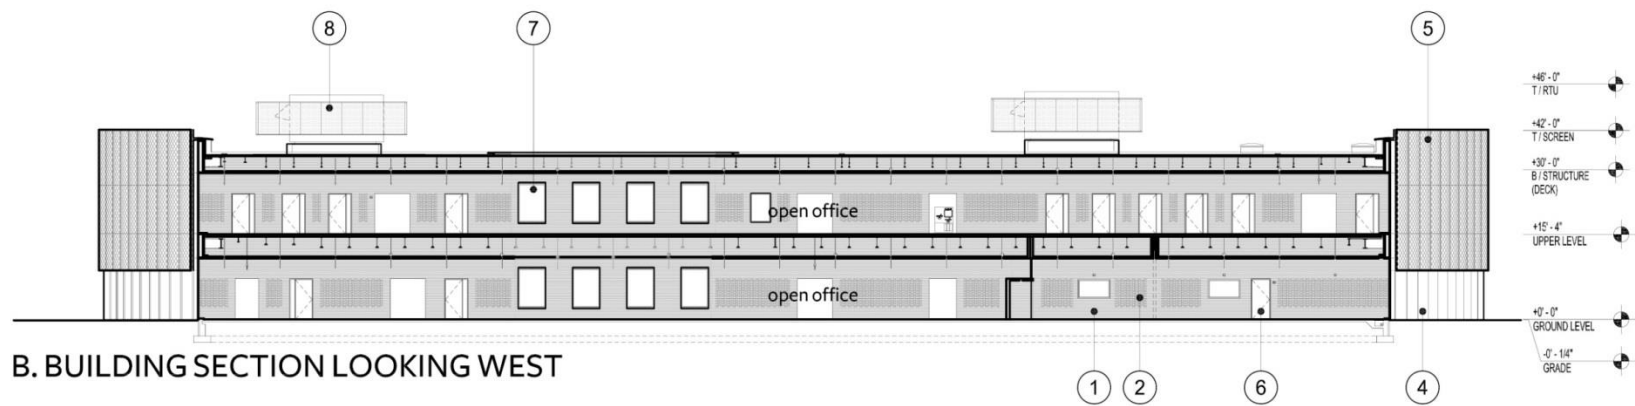 8
7
5
+46' - 0"
T / RTU
+42' - 0"
T / SCREEN
+30' - 0"
B / STRUCTURE
(DECK)
open office
+15' - 4"
UPPER LEVEL
open office
+0' - 0"
GROUND LEVEL
-0' - 1/4"
GRADE
B. BUILDING SECTION LOOKING WEST
1
2
6
4